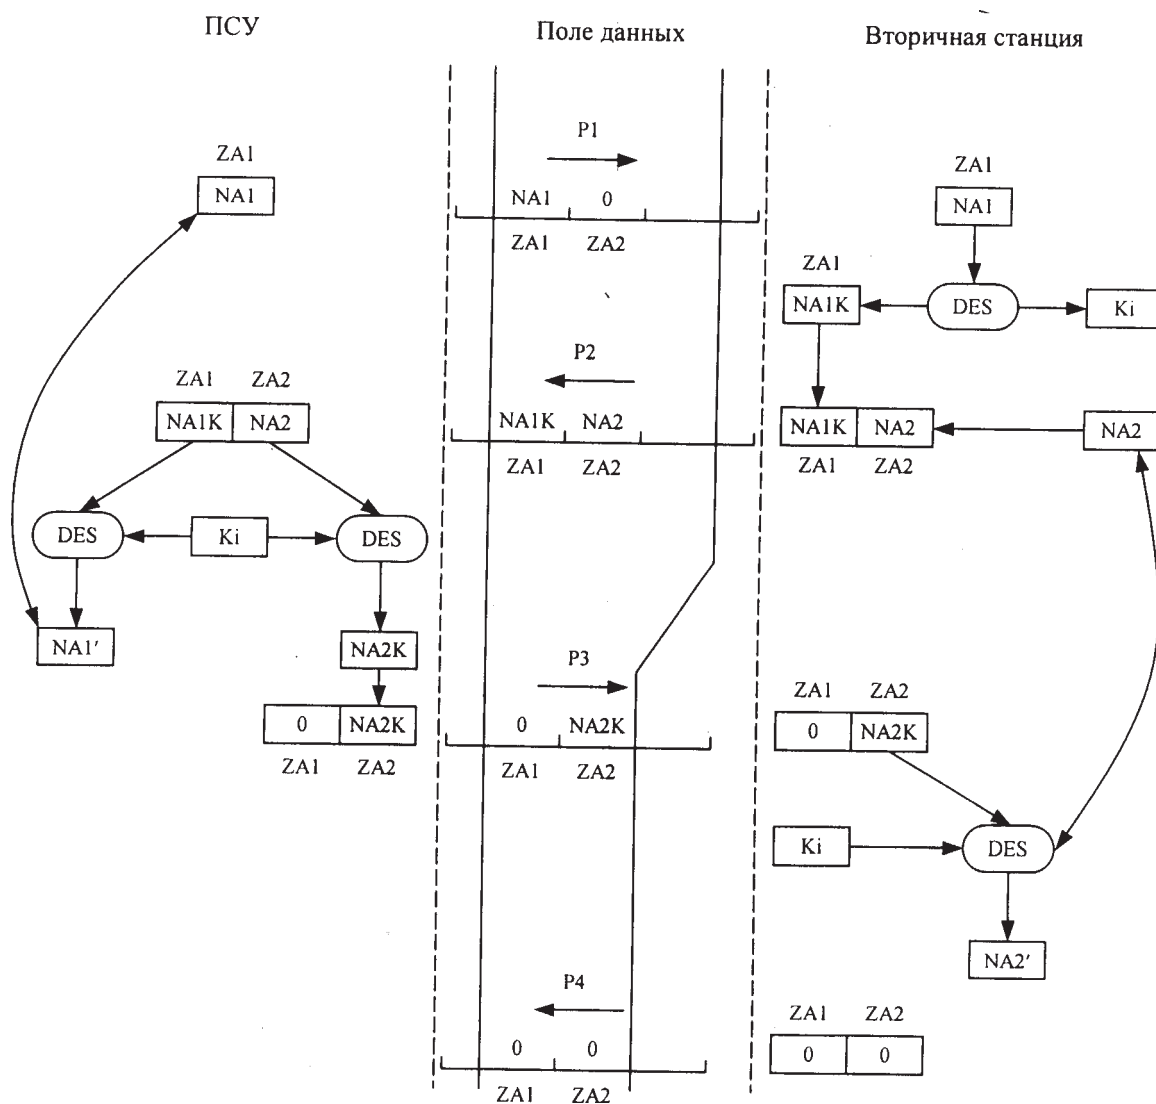 ПСУ
Поле данных
Вторичная станция
P1
ZA1
NA1
NA1 0
ZA1 ZA2
ZA1
NA1
ZA1
NA1K
DES
Ki
P2
ZA1 ZA2
NA1K NA2
NA1K NA2
ZA1 ZA2
NA1K NA2
ZA1 ZA2
NA2
DES
Ki
DES
NA1'
NA2K
0 NA2K
ZA1 ZA2
P3
0 NA2K
ZA1 ZA2
ZA1 ZA2
0 NA2K
Ki
DES
NA2'
P4
0 0
ZA1 ZA2
ZA1 ZA2
0 0